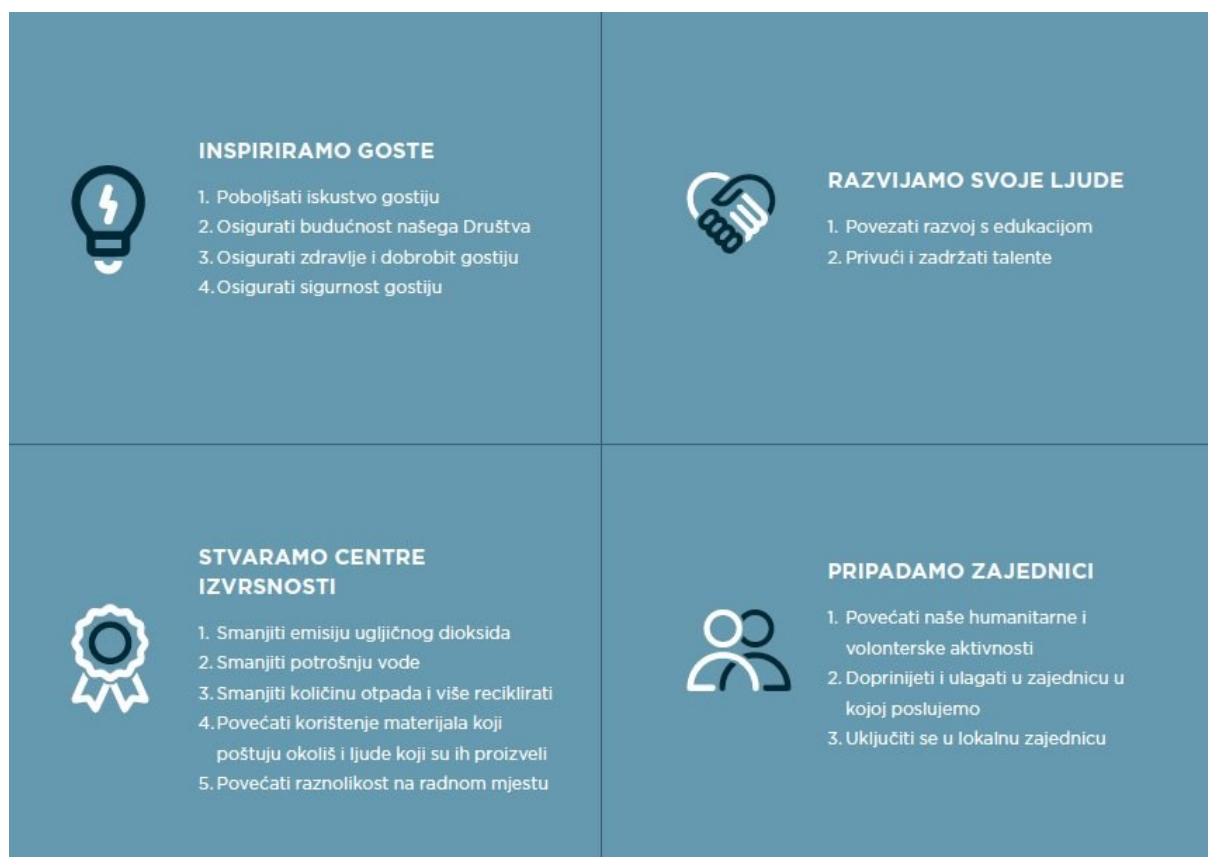 INSPIRIRAMO GOSTE
1. Poboljšati iskustvo gostiju
2. Osigurati budućnost našega Društva
3. Osigurati zdravlje i dobrobit gostiju
4. Osigurati sigurnost gostiju
RAZVIJAMO SVOJE LJUDE
1. Povezati razvoj s edukacijom
2. Privući i zadržati talente
STVARAMO CENTRE
IZVRSNOSTI
1. Smanjiti emisiju ugljičnog dioksida
2. Smanjiti potrošnju vode
3. Smanjiti količinu otpada i više reciklirati
4. Povećati korištenje materijala koji
poštuju okoliš i ljude koji su ih proizveli
5. Povećati raznolikost na radnom mjestu
PRIPADAMO ZAJEDNICI
1. Povećati naše humanitarne i
volonterske aktivnosti
2. Doprinijeti i ulagati u zajednicu u
kojoj poslujemo
3. Uključiti se u lokalnu zajednicu